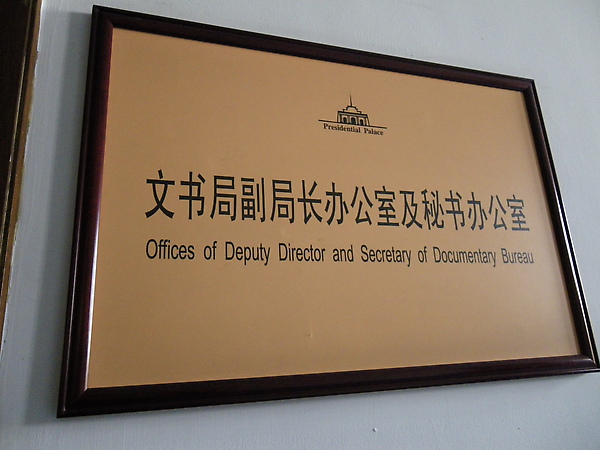 Presidential Palace
文书局副局长办公室及秘书办公室
Offices of Deputy Director and Secretary of Documentary Bureau